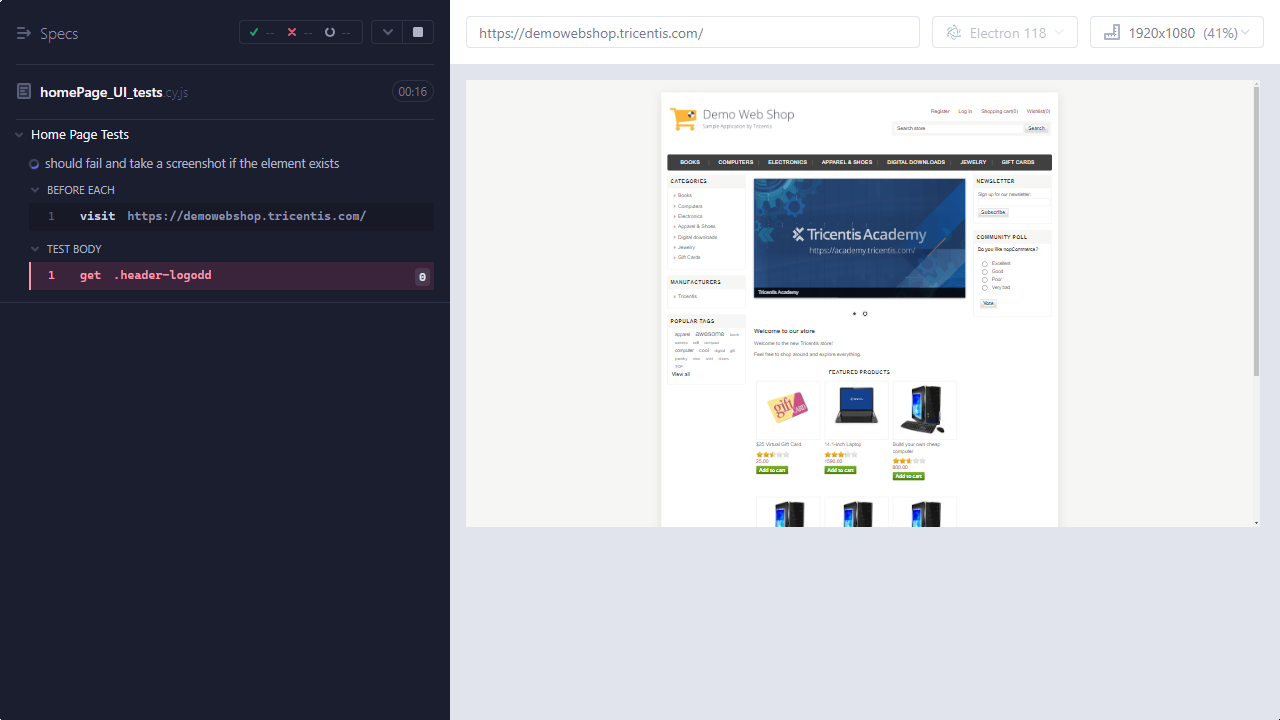 Specs
-- -- --
https://demowebshop.tricentis.com/
Electron 118
1920x1080 (41%)
homePage_UI_tests.cy.js
00:16
Home Page Tests
should fail and take a screenshot if the element exists
BEFORE EACH
1 visit https://demowebshop.tricentis.com/
TEST BODY
1 get .header-logodd 0
Demo Web Shop
Sample Application by Tricentis
Register Log in Shopping cart(0) Wishlist(0)
Search store
Search
BOOKS COMPUTERS ELECTRONICS APPAREL & SHOES DIGITAL DOWNLOADS JEWELRY GIFT CARDS
CATEGORIES
Books
Computers
Electronics
Apparel & Shoes
Digital downloads
Jewelry
Gift Cards
MANUFACTURERS
Tricentis
POPULAR TAGS
apparel awesome book
camera cell compact
computer cool digital gift
jewelry nice shirt shoes
TCP
View all
Tricentis Academy
https://academy.tricentis.com/
Tricentis Academy
Welcome to our store
Welcome to the new Tricentis store!
Feel free to shop around and explore everything.
FEATURED PRODUCTS
gift
CARD
Tricentis
$25 Virtual Gift Card
25.00
Add to cart
14.1-inch Laptop
1590.00
Add to cart
Build your own cheap
computer
800.00
Add to cart
NEWSLETTER
Sign up for our newsletter:
Subscribe
COMMUNITY POLL
Do you like nopCommerce?
Excellent
Good
Poor
Very bad
Vote